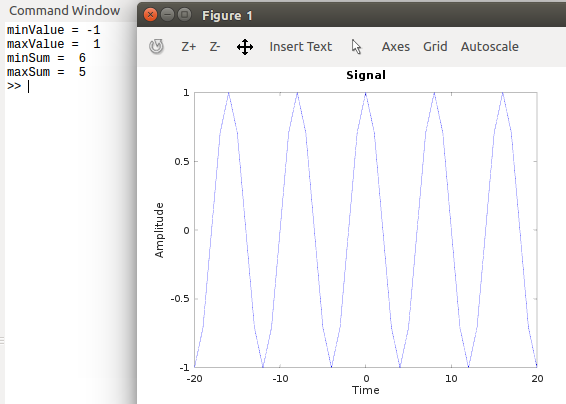 Command Window
minValue = -1
maxValue =  1
minSum =  6
maxSum =  5
>>
Figure 1
Z+ Z- Insert Text Axes Grid Autoscale
Signal
1
0.5
0
-0.5
-1
Amplitude
-20 -10 0 10 20
Time